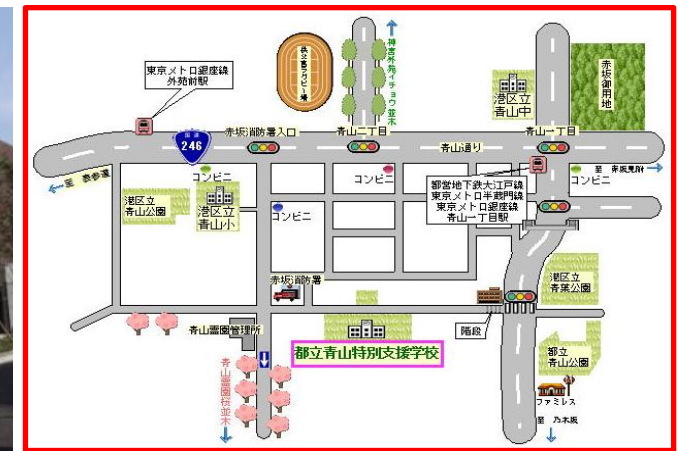 東京メトロ銀座線
外苑前駅
秩父宮ラグビー場
神宮外苑イチョウ並木
港区立
青山中
赤坂御用地
国道
246
赤坂消防署入口
青山二丁目
青山通り
青山一丁目
至 表参道
至 赤坂見附
コンビニ
コンビニ
コンビニ
コンビニ
都営地下鉄大江戸線
東京メトロ半蔵門線
東京メトロ銀座線
青山一丁目駅
港区立
青山公園
港区立
青山小
赤坂消防署
港区立
青葉公園
青山霊園管理所
階段
都立青山特別支援学校
都立
青山公園
青山霊園桜並木
ファミレス
至 乃木坂